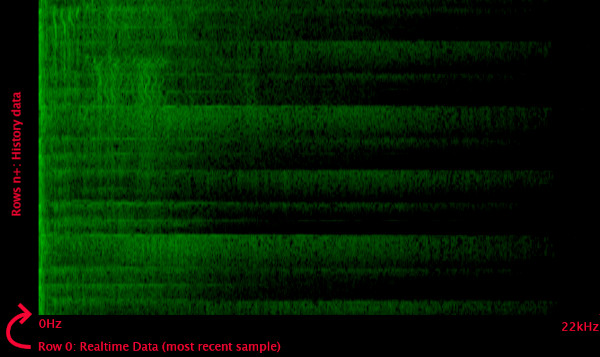 Rows n+: History data
0Hz
22kHz
Row 0: Realtime Data (most recent sample)